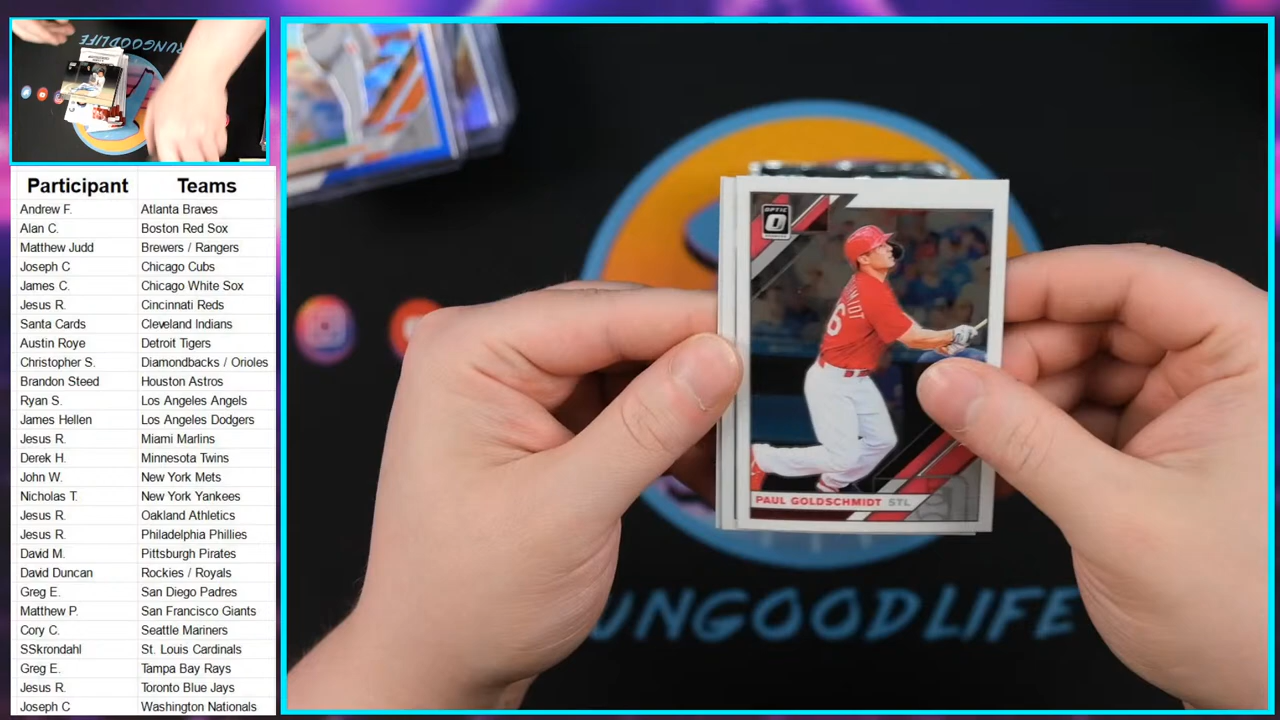 RUNGOODLIFE
Participant Teams
Andrew F. Atlanta Braves
Alan C. Boston Red Sox
Matthew Judd Brewers / Rangers
Joseph C Chicago Cubs
James C. Chicago White Sox
Jesus R. Cincinnati Reds
Santa Cards Cleveland Indians
Austin Roye Detroit Tigers
Christopher S. Diamondbacks / Orioles
Brandon Steed Houston Astros
Ryan S. Los Angeles Angels
James Hellen Los Angeles Dodgers
Jesus R. Miami Marlins
Derek H. Minnesota Twins
John W. New York Mets
Nicholas T. New York Yankees
Jesus R. Oakland Athletics
Jesus R. Philadelphia Phillies
David M. Pittsburgh Pirates
David Duncan Rockies / Royals
Greg E. San Diego Padres
Matthew P. San Francisco Giants
Cory C. Seattle Mariners
SSkrondahl St. Louis Cardinals
Greg E. Tampa Bay Rays
Jesus R. Toronto Blue Jays
Joseph C Washington Nationals
OPTIC
PAUL GOLDSCHMIDT STL
UNGOODLIFE